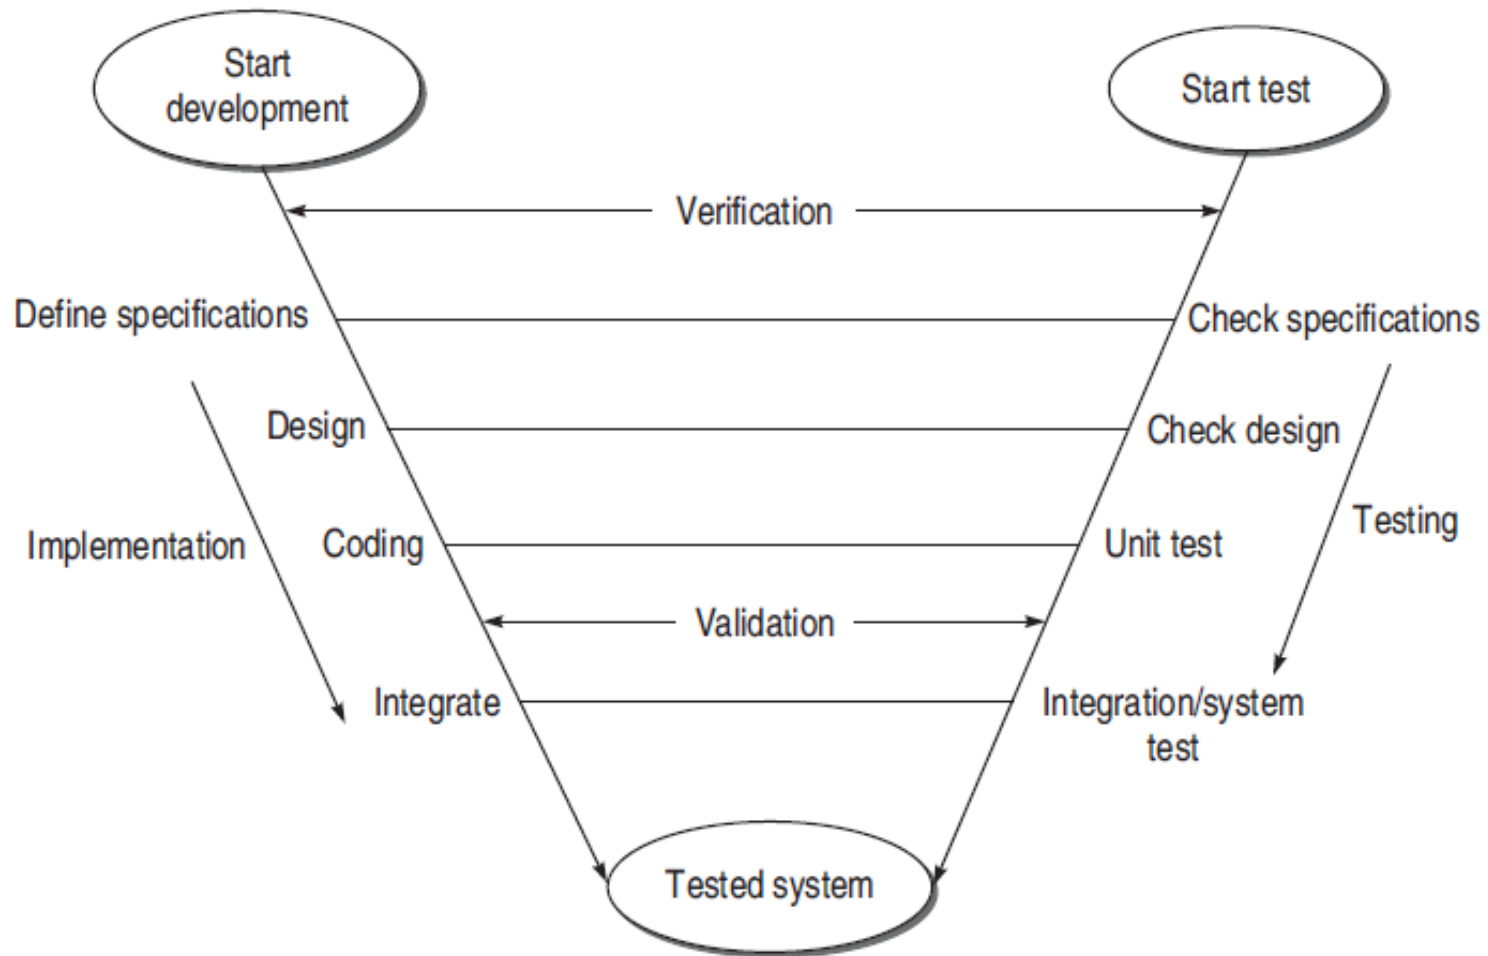 Start
development
Start test
Verification
Define specifications
Check specifications
Design
Check design
Implementation
Coding
Unit test
Testing
Validation
Integrate
Integration/system
test
Tested system